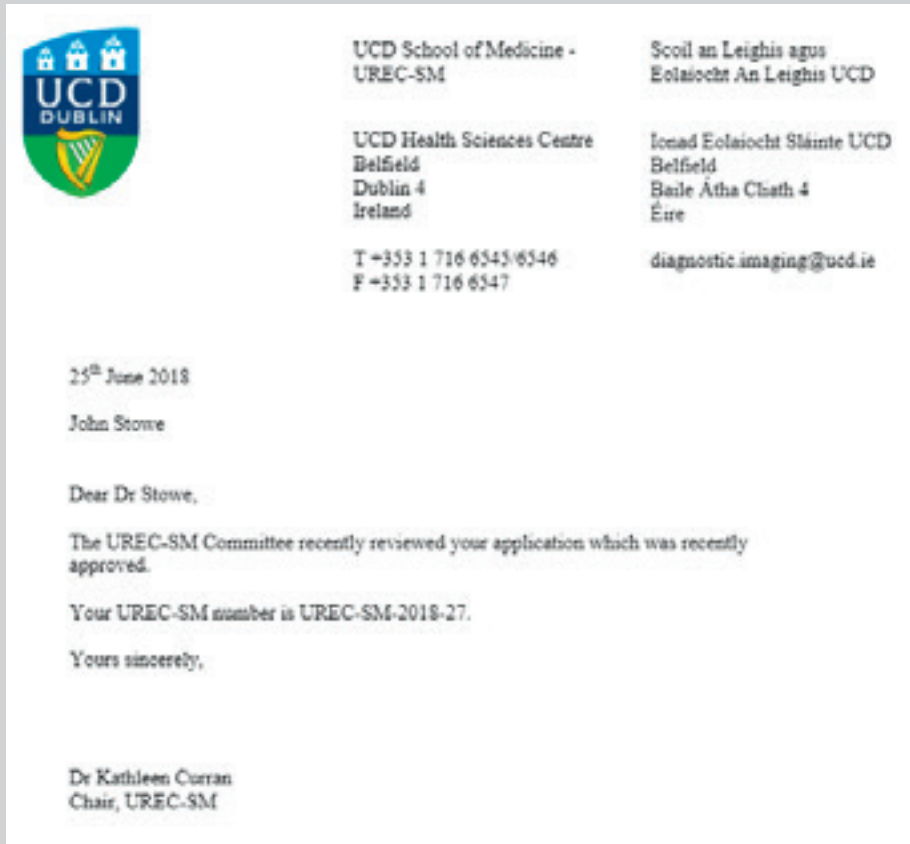 UCD
DUBLIN
UCD School of Medicine -
UREC-SM
UCD Health Sciences Centre
Belfield
Dublin 4
Ireland
T +353 1 716 6545/6546
F +353 1 716 6547
Scoil an Leighis agus
Eolaiocht An Leighis UCD
Ionad Eolaiocht Sláinte UCD
Belfield
Baile Átha Cliath 4
Éire
diagnostic.imaging@ucd.ie
25th June 2018
John Stowe
Dear Dr Stowe,
The UREC-SM Committee recently reviewed your application which was recently
approved.
Your UREC-SM number is UREC-SM-2018-27.
Yours sincerely,
Dr Kathleen Curran
Chair, UREC-SM